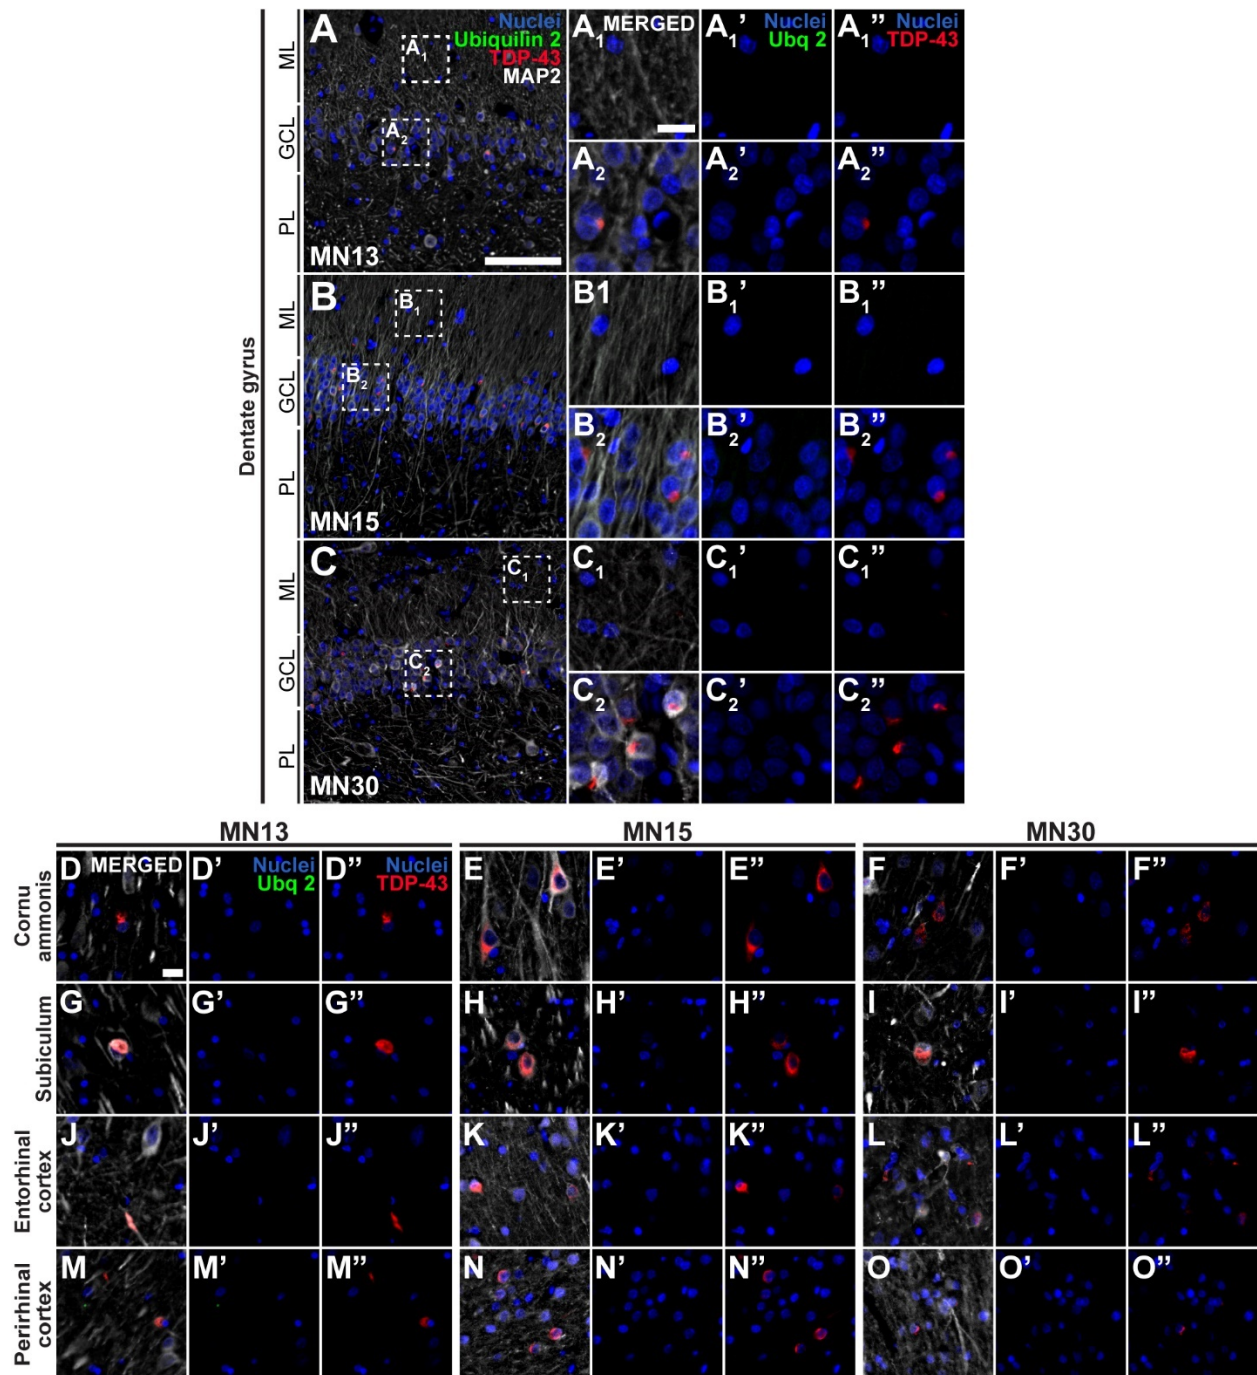 A
Nuclei
Ubiquilin 2
TDP-43
MAP2
A1
A2
MN13
A1 MERGED
A1’ Nuclei
Ubq 2
A1” Nuclei
TDP-43
A2
A2’
A2”
B
B1
B2
MN15
B1
B1’
B1”
B2
B2’
B2”
C
C1
C2
MN30
C1
C1’
C1”
C2
C2’
C2”
Dentate gyrus
ML
GCL
PL
ML
GCL
PL
ML
GCL
PL
MN13
MN15
MN30
Cornu
ammonis
D MERGED
D’ Nuclei
Ubq 2
D” Nuclei
TDP-43
E
E’
E”
F
F’
F”
Subiculum
G
G’
G”
H
H’
H”
I
I’
I”
Entorhinal
cortex
J
J’
J”
K
K’
K”
L
L’
L”
Perirhinal
cortex
M
M’
M”
N
N’
N”
O
O’
O”